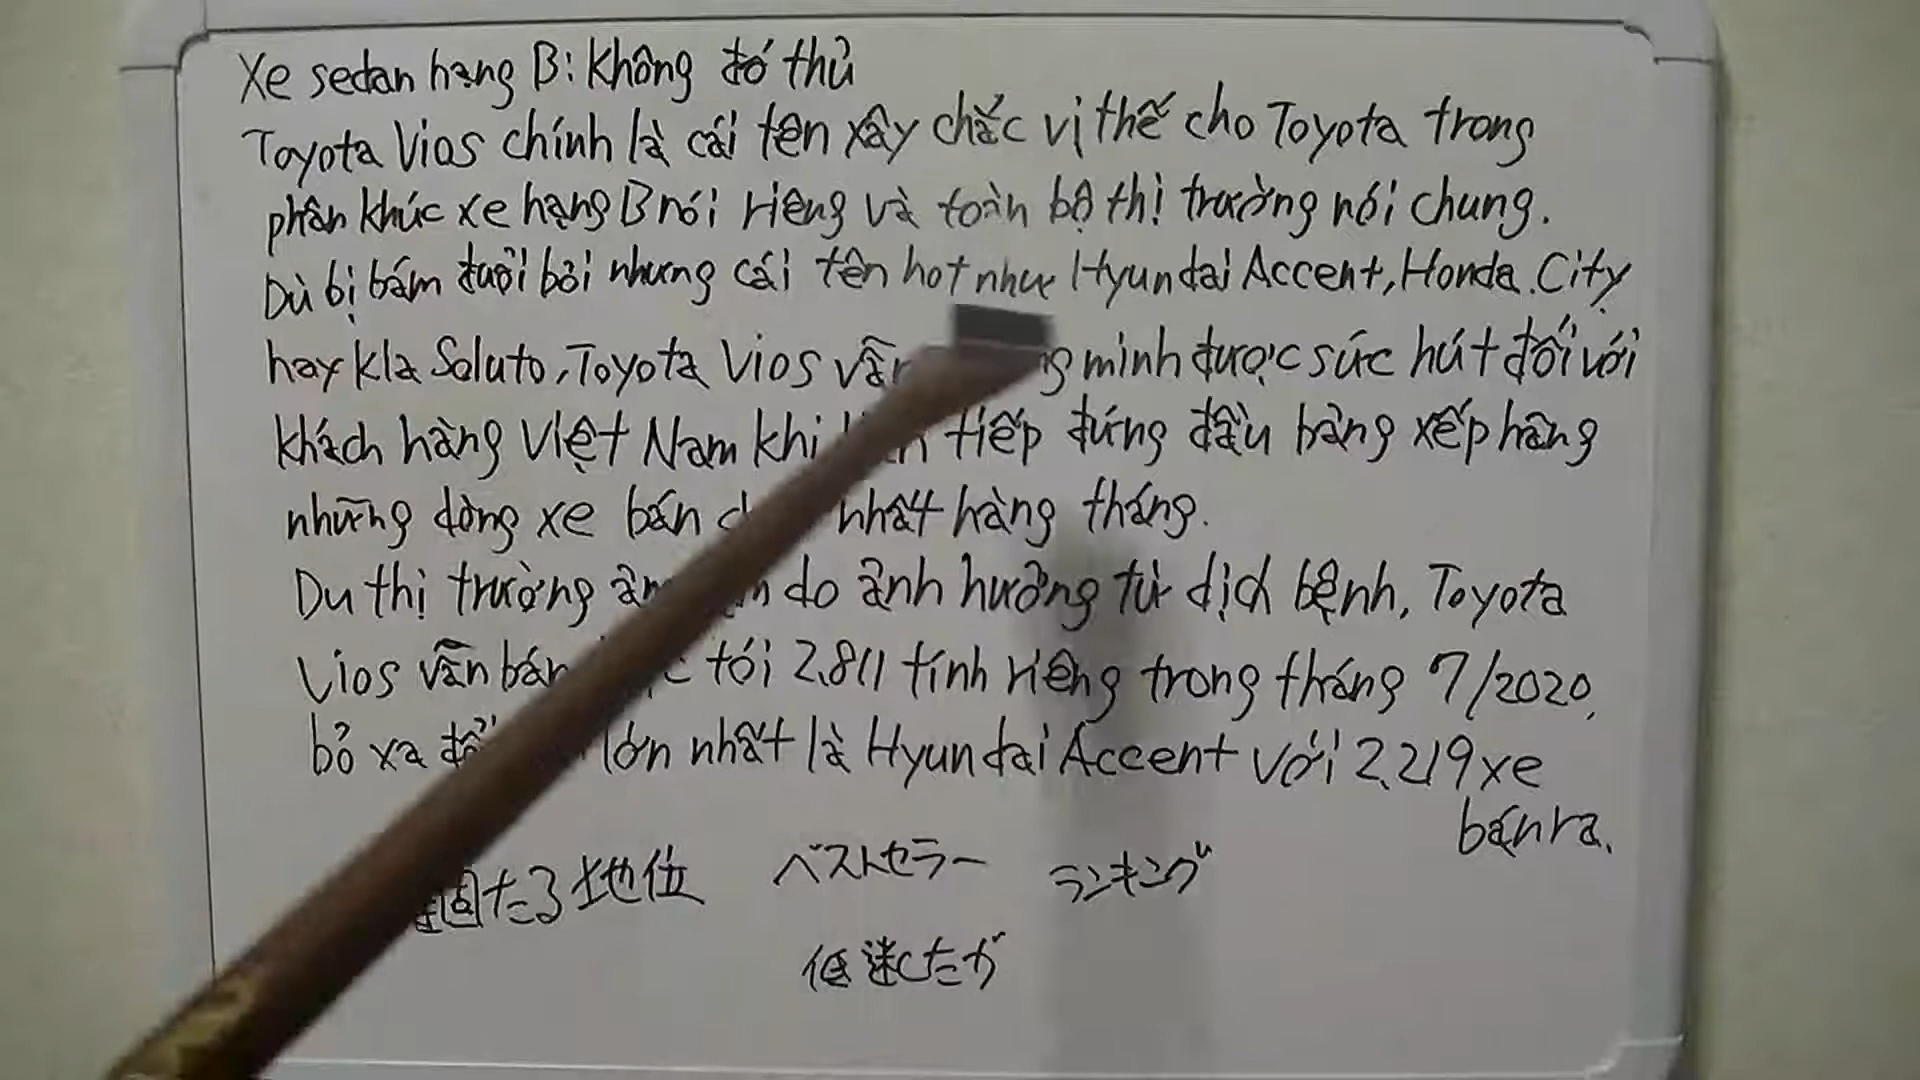 Xe sedan hạng B: Không đó thủ
Toyota Vios chính là cái tên xây chắc vị thế cho Toyota trong
phân khúc xe hạng B nói riêng và toàn bộ thị trường nói chung.
Dù bị bám đuổi bởi nhưng cái tên hot như Hyundai Accent, Honda City
hay kIa Soluto, Toyota Vios minh được sức hút đối với
khách hàng Việt Nam khi tiếp đứng đầu bảng xếp hãng
những dòng xe bán nhất hàng tháng.
Du thị trường do ảnh hưởng từ dịch bệnh, Toyota
Vios vẫn bán tới 2.811 tính riêng trong tháng 7/2020,
bỏ xa lớn nhất là Hyundai Accent với 2.219 xe
bán ra.
固たる地位 ベストセラー ランキング
低迷したが